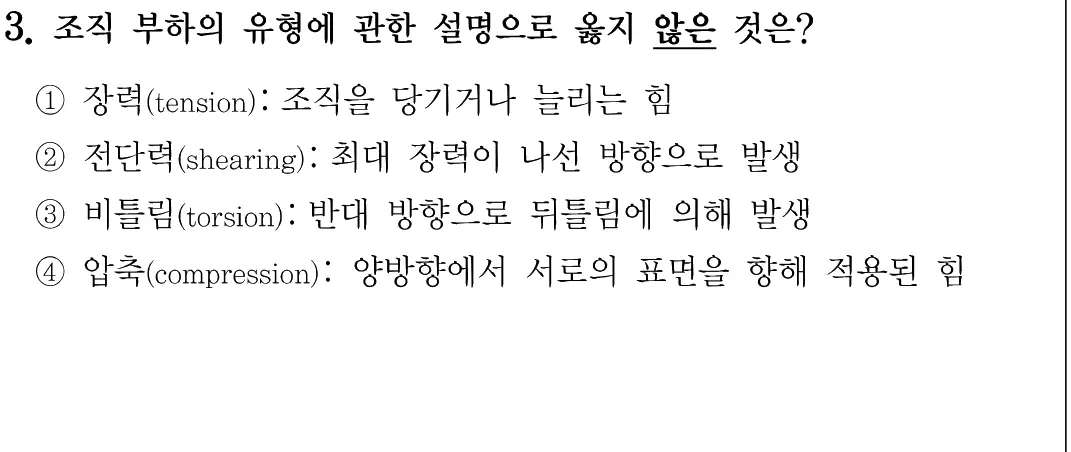 3. 조직 부하의 유형에 관한 설명으로 옳지 않은 것은?
① 장력(tension): 조직을 당기거나 늘리는 힘
② 전단력(shearing): 최대 장력이 나선 방향으로 발생
③ 비틀림(torsion): 반대 방향으로 뒤틀림에 의해 발생
④ 압축(compression): 양방향에서 서로의 표면을 향해 적용된 힘